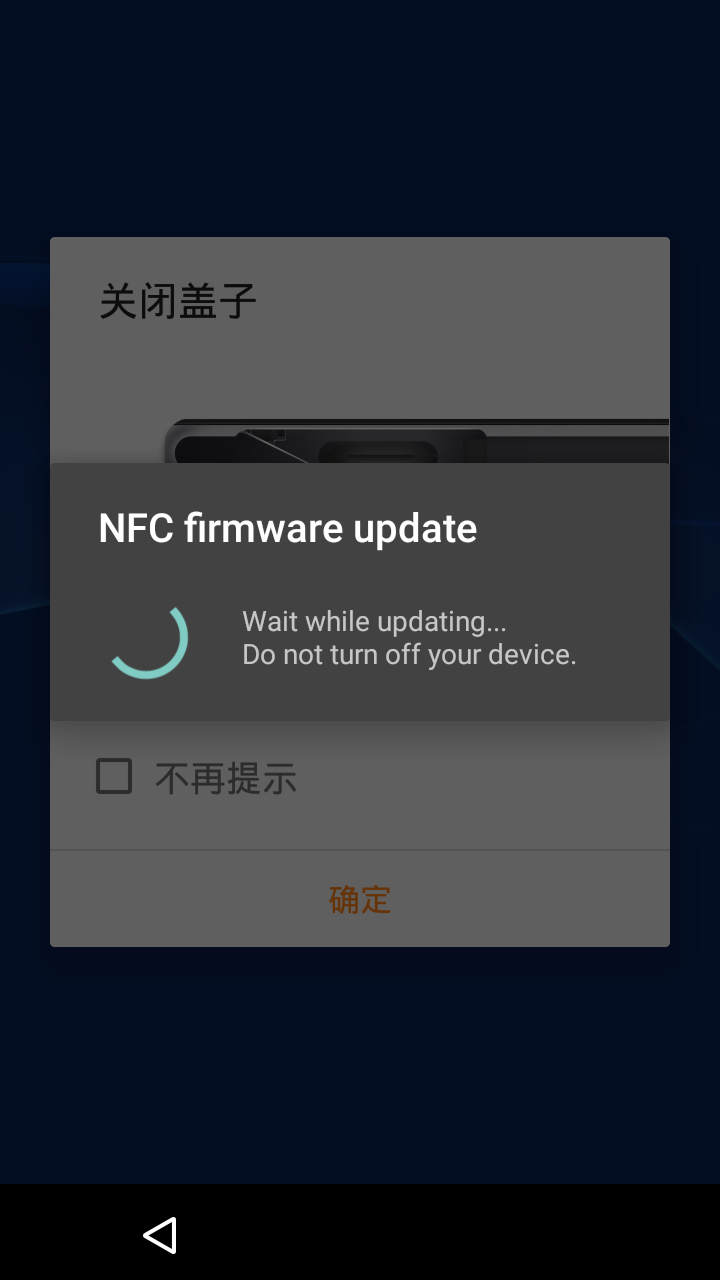 关闭盖子
NFC firmware update
Wait while updating...
Do not turn off your device.
不再提示
确定